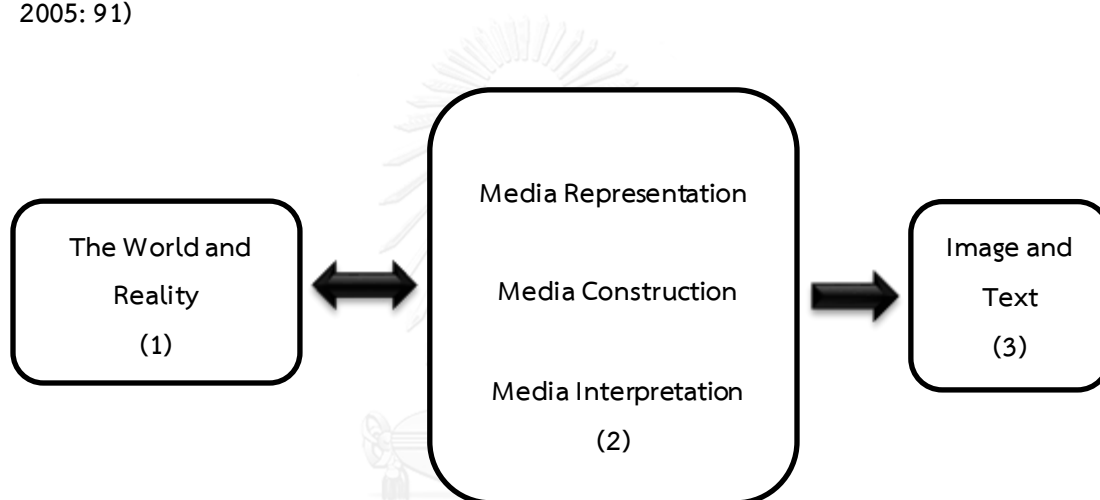 2005: 91)
The World and
Reality
(1)
Media Representation
Media Construction
Media Interpretation
(2)
Image and
Text
(3)